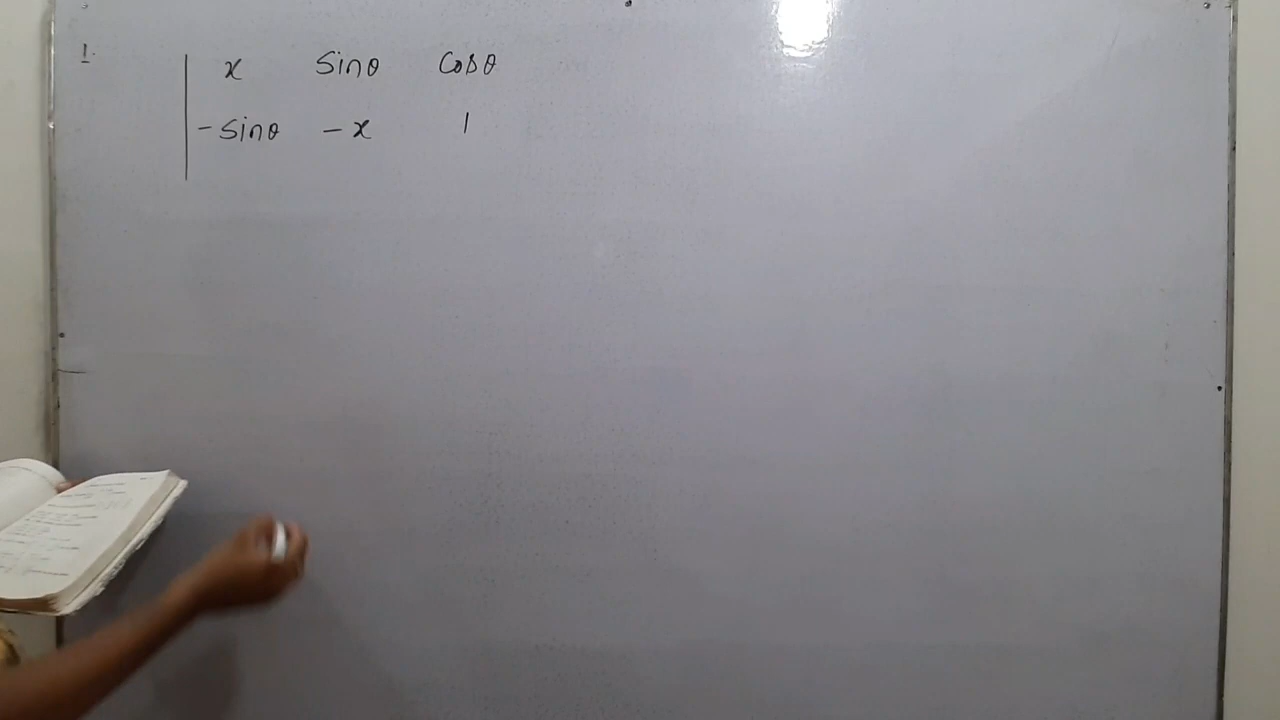 1.
| x sinθ cosθ
| -sinθ -x 1